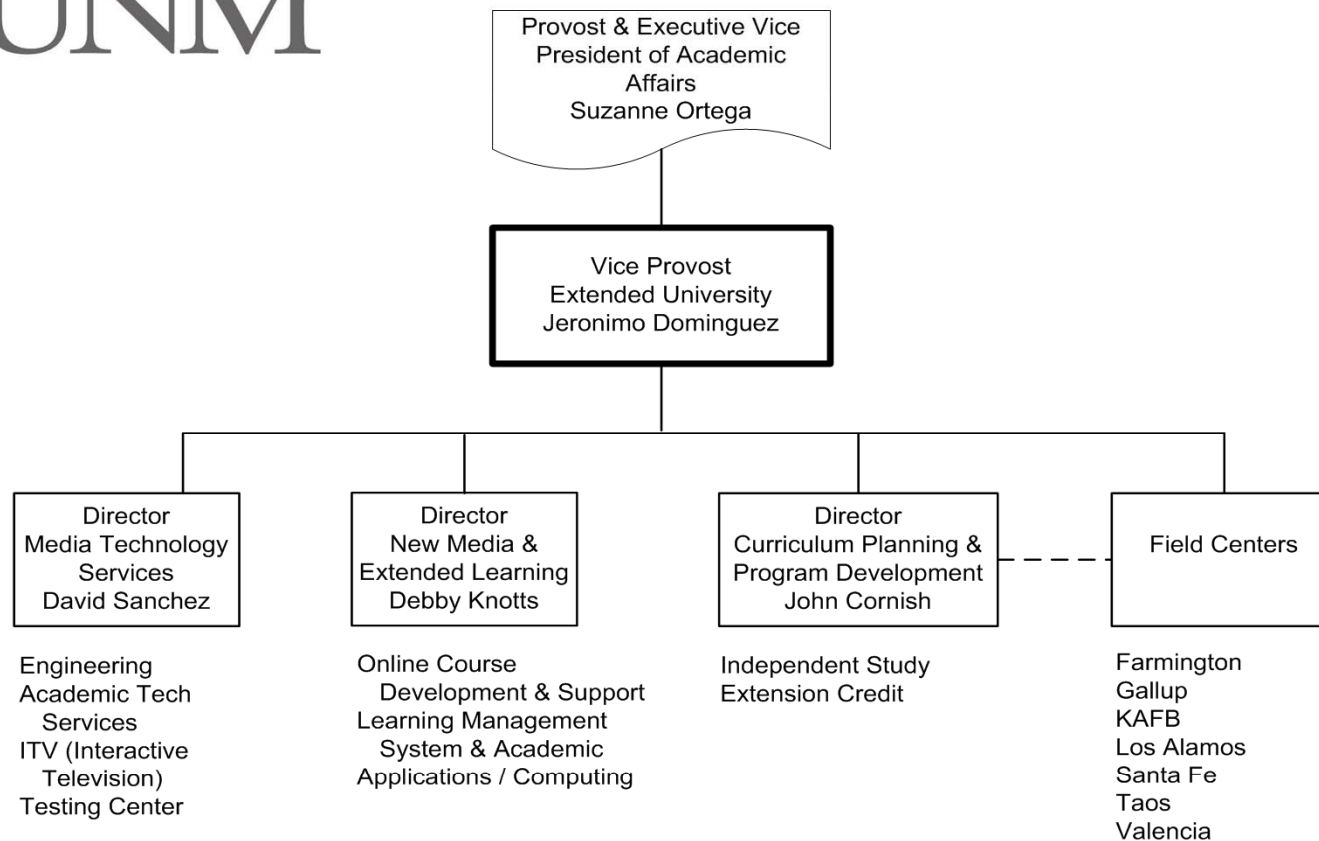 UNM
Provost & Executive Vice
President of Academic
Affairs
Suzanne Ortega
Vice Provost
Extended University
Jeronimo Dominguez
Director
Media Technology
Services
David Sanchez
Engineering
Academic Tech
Services
ITV (Interactive
Television)
Testing Center
Director
New Media &
Extended Learning
Debby Knotts
Online Course
Development & Support
Learning Management
System & Academic
Applications / Computing
Director
Curriculum Planning &
Program Development
John Cornish
Independent Study
Extension Credit
Field Centers
Farmington
Gallup
KAFB
Los Alamos
Santa Fe
Taos
Valencia